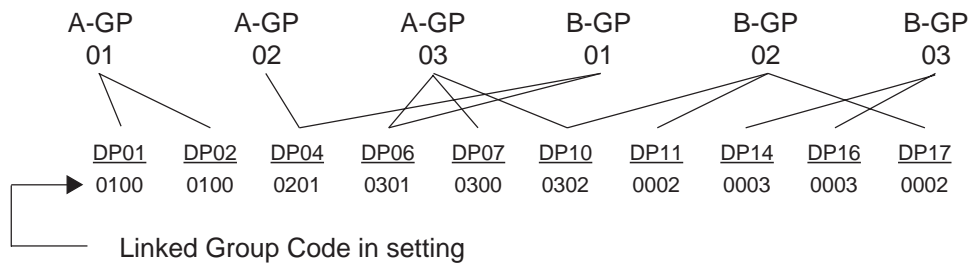 A-GP A-GP A-GP B-GP B-GP B-GP
01 02 03 01 02 03
DP01 DP02 DP04 DP06 DP07 DP10 DP11 DP14 DP16 DP17
0100 0100 0201 0301 0300 0302 0002 0003 0003 0002
Linked Group Code in setting